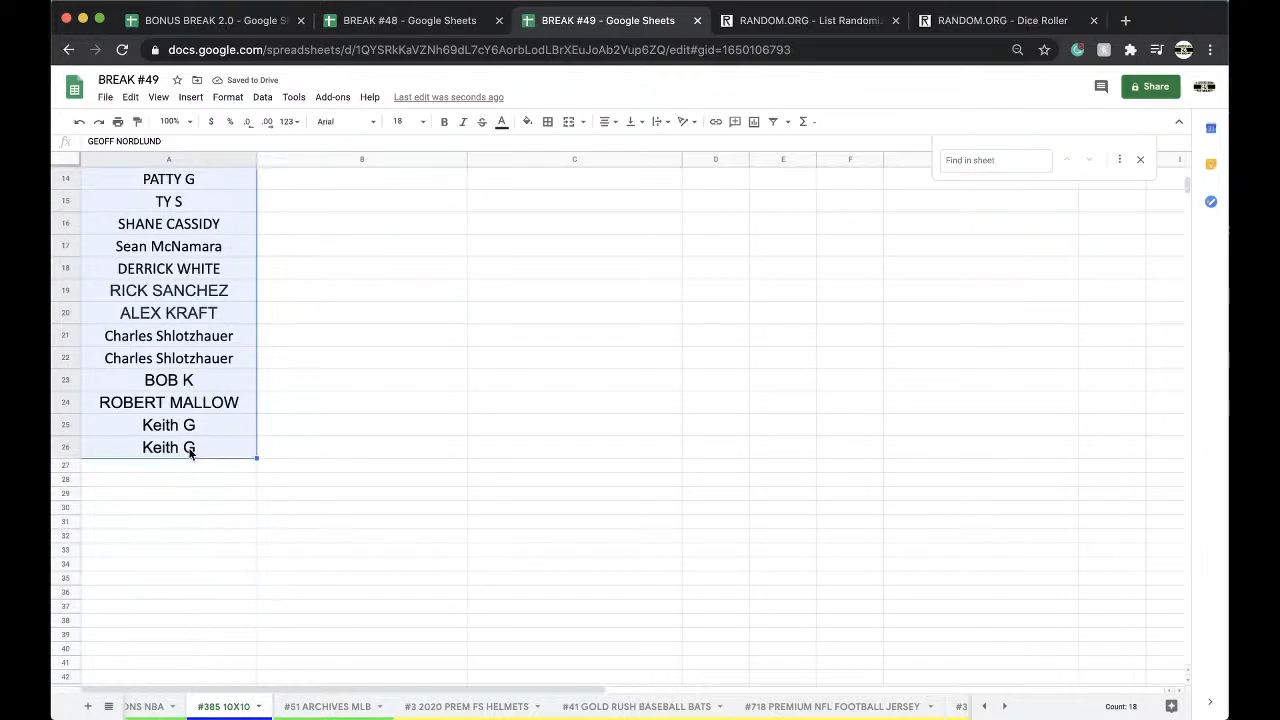 BONUS BREAK 2.0 - Google S
BREAK #48 - Google Sheets
BREAK #49 - Google Sheets
RANDOM.ORG - List Randomiz
RANDOM.ORG - Dice Roller
docs.google.com/spreadsheets/d/1QYSRkKaVZNh69dL7cY6AorbLodLBrXEuJoAb2Vup6ZQ/edit#gid=1650106793
BREAK #49
Saved to Drive
File Edit View Insert Format Data Tools Add-ons Help Last edit was seconds ago
Share
100% $ % .0 .00 123 Arial 18 B I S A
fx GEOFF NORDLUND
Find in sheet
A B C D E F I
14 PATTY G
15 TY S
16 SHANE CASSIDY
17 Sean McNamara
18 DERRICK WHITE
19 RICK SANCHEZ
20 ALEX KRAFT
21 Charles Shlotzhauer
22 Charles Shlotzhauer
23 BOB K
24 ROBERT MALLOW
25 Keith G
26 Keith G
27
28
29
30
31
32
33
34
35
36
37
38
39
40
41
42
ONS NBA #385 10X10 #51 ARCHIVES MLB #3 2020 PREM FS HELMETS #41 GOLD RUSH BASEBALL BATS #718 PREMIUM NFL FOOTBALL JERSEY #3 Count: 18